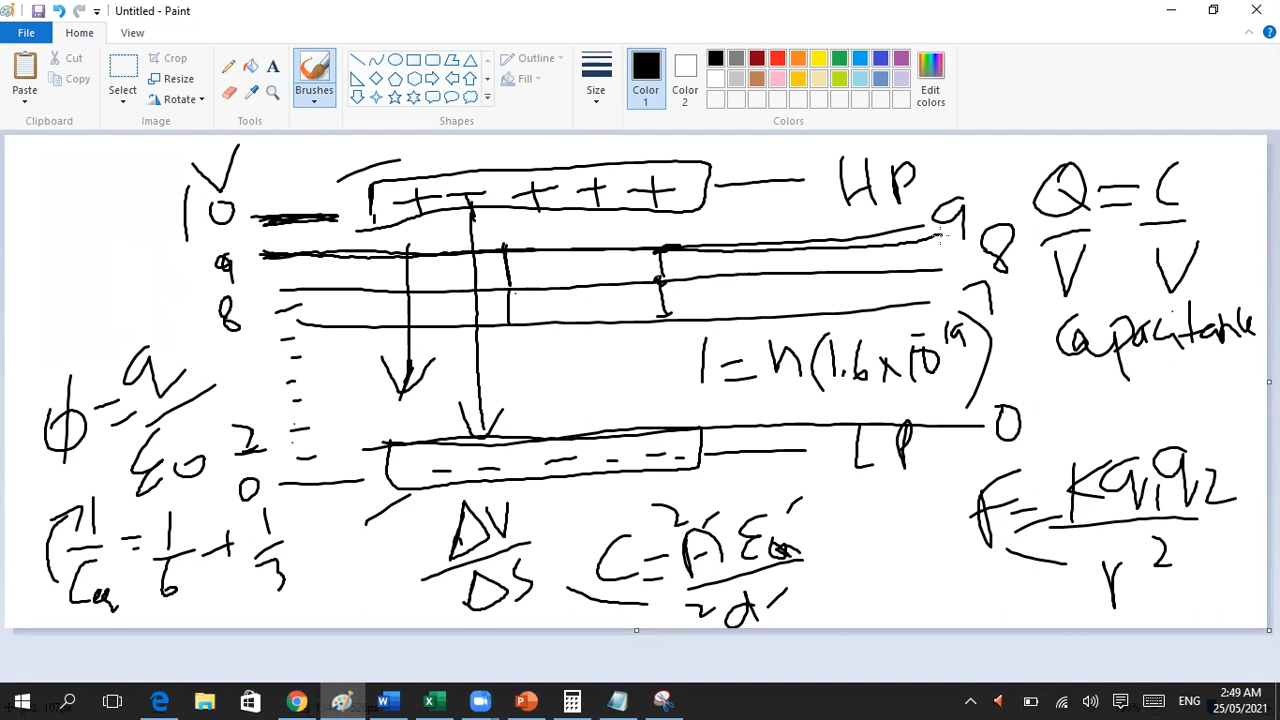 Untitled - Paint
File
Home
View
Paste
Cut
Copy
Clipboard
Select
Crop
Resize
Rotate
Image
A
Tools
Brushes
Outline
Fill
Shapes
Size
Color 1
Color 2
Edit colors
Colors
V
10 + - + + + HP
9
8
9
8
Q = C
V V
Capacitance
1 = n(1.6 x 10⁻¹⁹)
ϕ = q
εo
2
0
- - - - - - LP 0
1/Ceq = 1/6 + 1/3
ΔV
ΔS
F = Kq1q2
r²
ENG
2:49 AM
25/05/2021